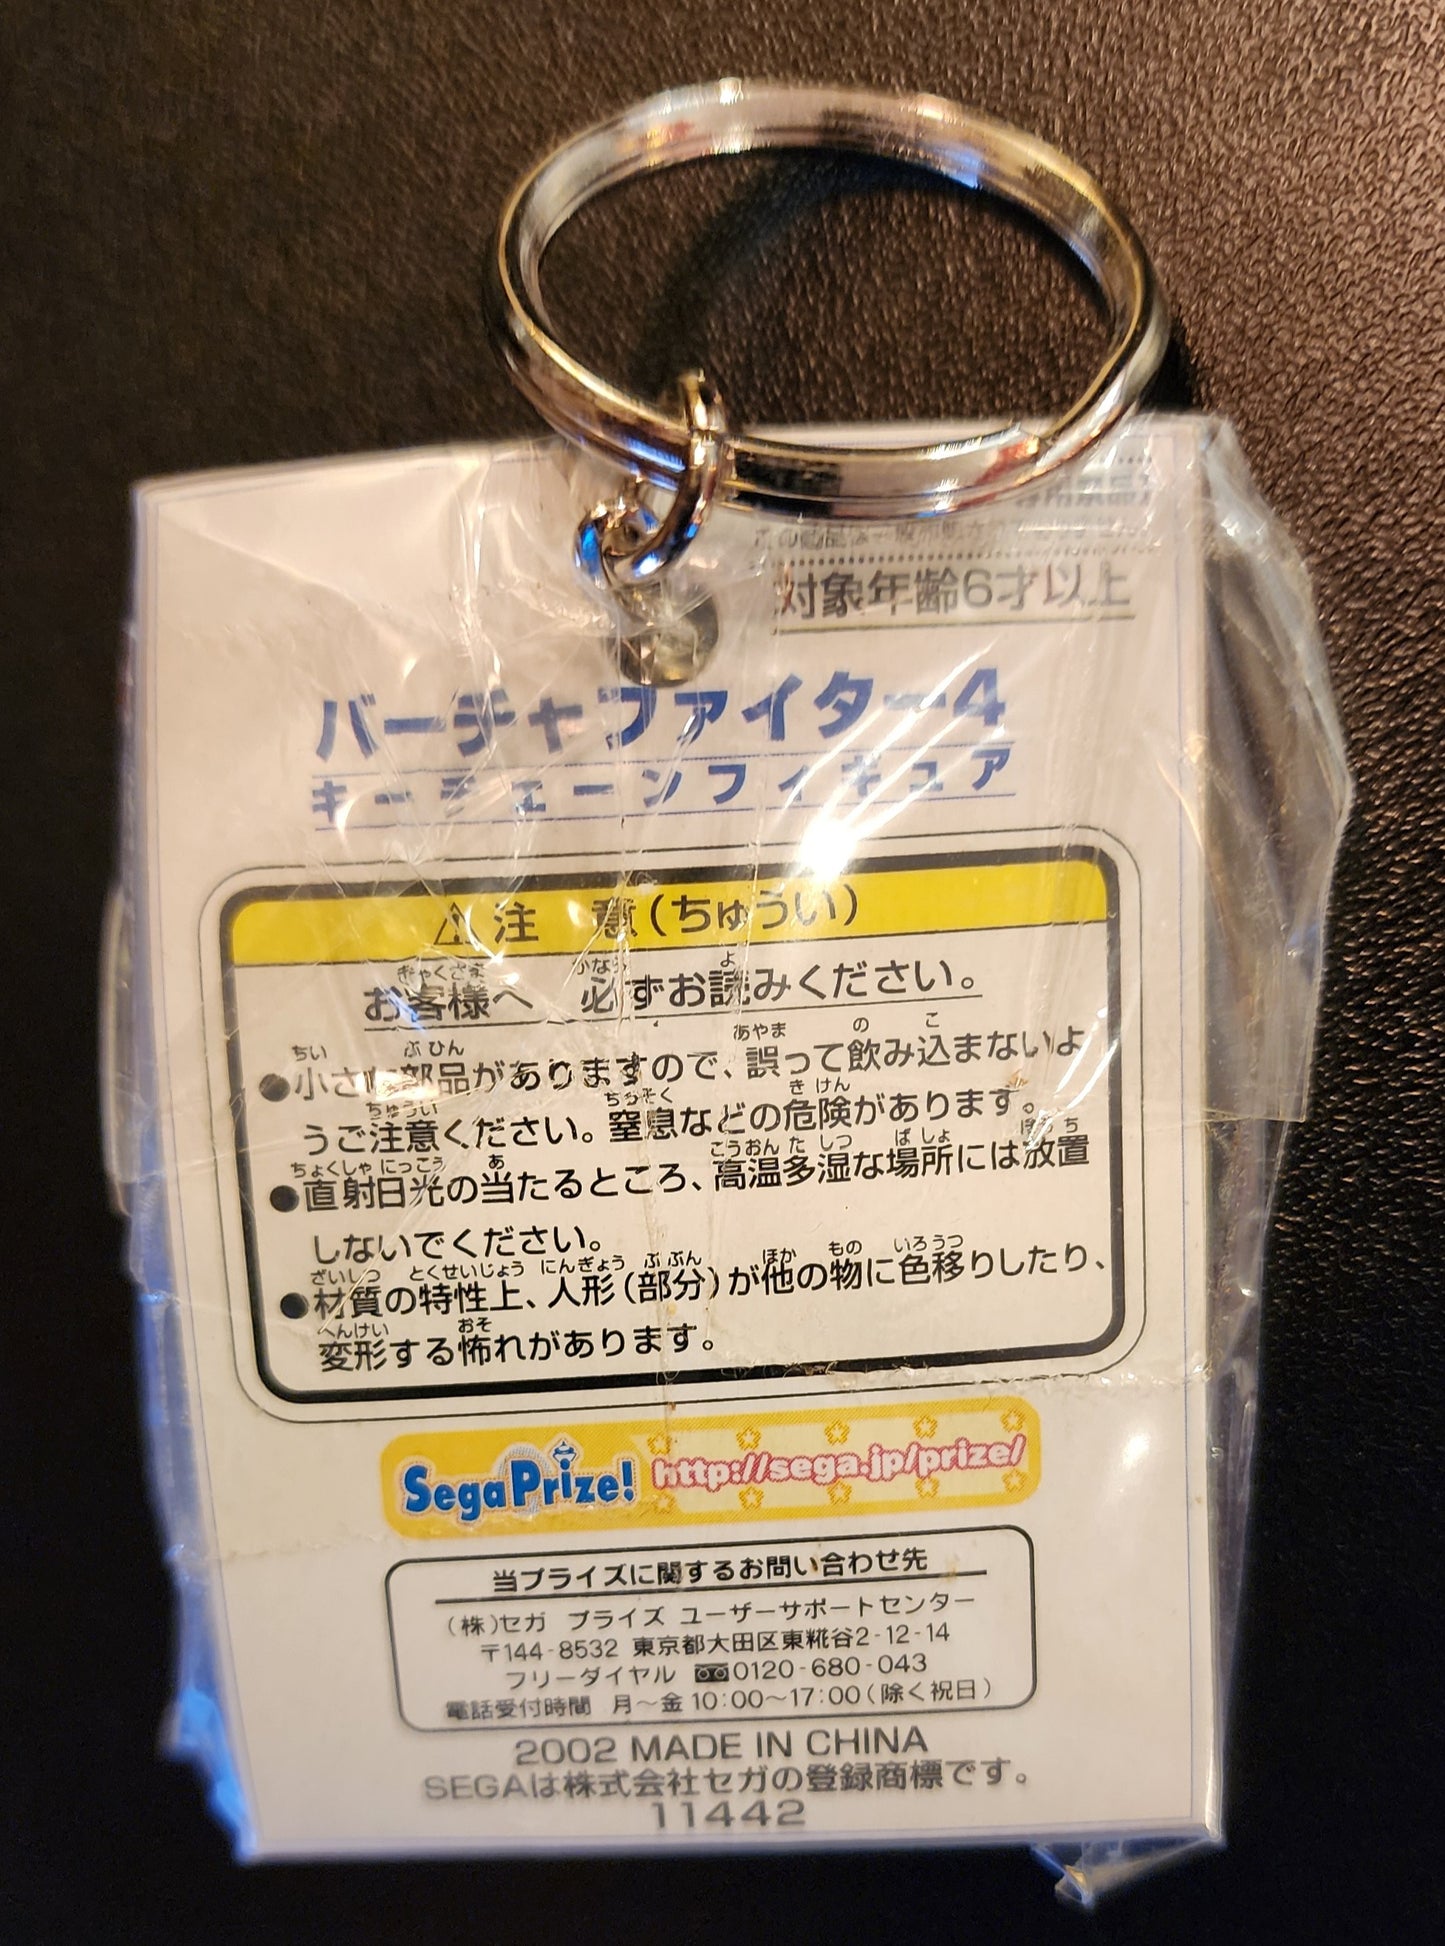 対象年齢6才以上
バーチャファイター4
キーチェーンフィギュア
⚠注 意(ちゅうい)
お客様へ 必ずお読みください。
●小さな部品がありますので、誤って飲み込まないよ
うご注意ください。窒息などの危険があります。
●直射日光の当たるところ、高温多湿な場所には放置
しないでください。
●材質の特性上、人形(部分)が他の物に色移りしたり、
変形する怖れがあります。
SegaPrize! http://sega.jp/prize/
当プライズに関するお問い合わせ先
(株)セガ プライズ ユーザーサポートセンター
〒144-8532 東京都大田区東糀谷2-12-14
フリーダイヤル 0120-680-043
電話受付時間 月～金 10:00～17:00(除く祝日)
2002 MADE IN CHINA
SEGAは株式会社セガの登録商標です。
11442